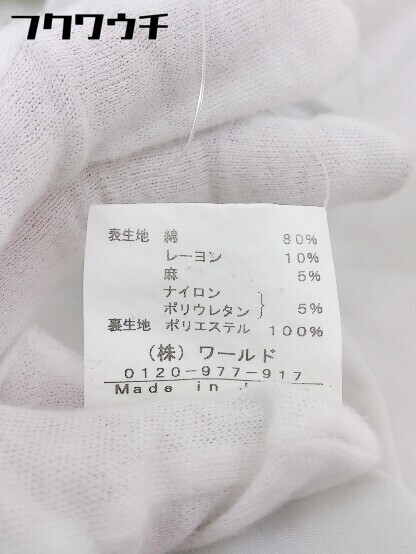 フクワウチ
表生地 綿 80%
レーヨン 10%
麻 5%
ナイロン
ポリウレタン } 5%
裏生地 ポリエステル 100%
(株) ワールド
0120-977-917
Made in